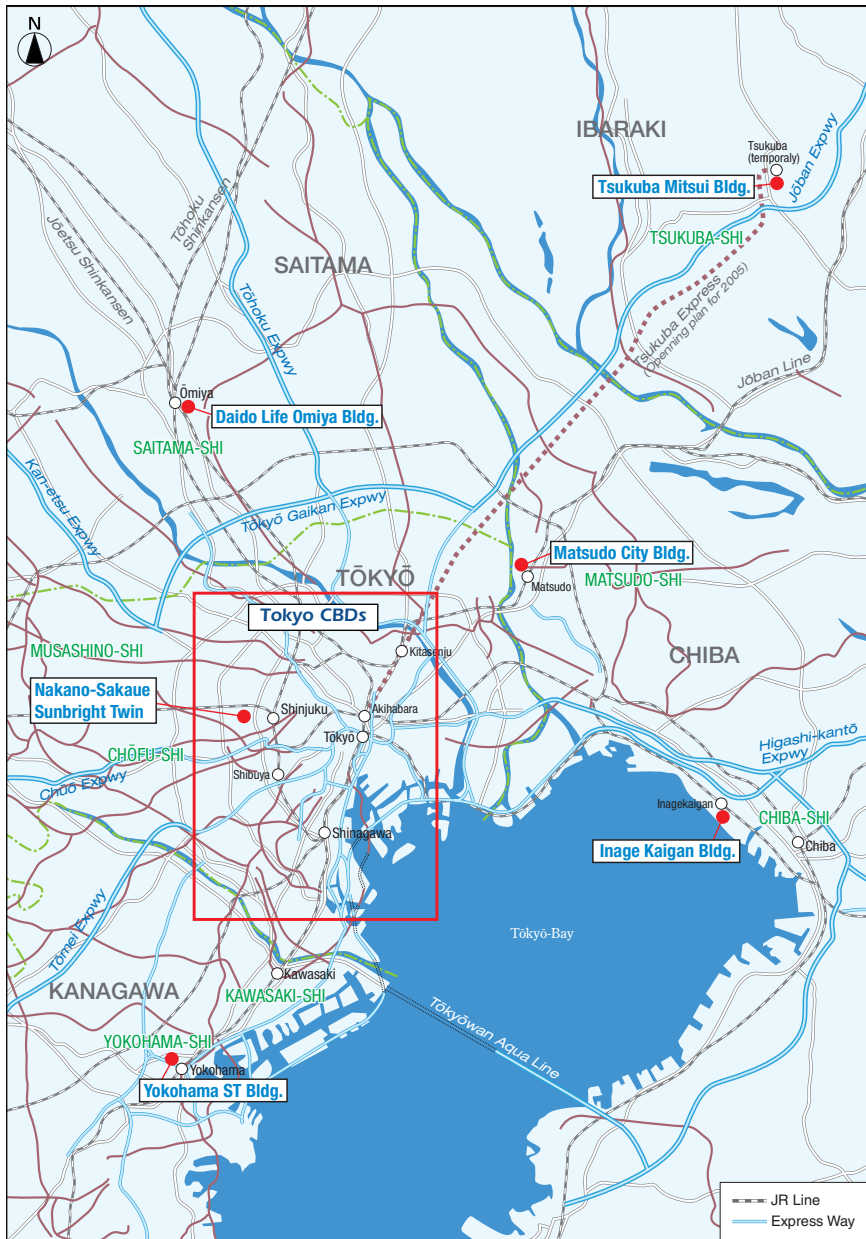 N
IBARAKI
Tsukuba
(temporaly)
Tsukuba Mitsui Bldg.
Jōban Expwy
TSUKUBA-SHI
Tōhoku
Shinkansen
Jōetsu Shinkansen
SAITAMA
Tōhoku Expwy
Tsukuba Express
(Openning plan for 2005)
Jōban Line
Ōmiya
Daido Life Omiya Bldg.
SAITAMA-SHI
Kan-etsu Expwy
Tōkyō Gaikan Expwy
Matsudo City Bldg.
TŌKYŌ
Matsudo
MATSUDO-SHI
Tokyo CBDs
MUSASHINO-SHI
Kitasenju
CHIBA
Nakano-Sakaue
Sunbright Twin
Shinjuku
Akihabara
Tōkyō
CHŌFU-SHI
Higashi-kantō
Expwy
Shibuya
Chuō Expwy
Inagekaigan
CHIBA-SHI
Shinagawa
Inage Kaigan Bldg.
Chiba
Tōmei Expwy
Tōkyō-Bay
Kawasaki
KANAGAWA
KAWASAKI-SHI
Tōkyōwan Aqua Line
YOKOHAMA-SHI
Yokohama
Yokohama ST Bldg.
JR Line
Express Way